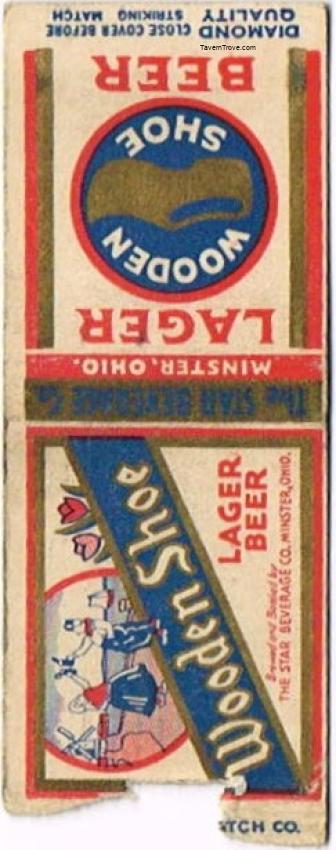 DIAMOND QUALITY
CLOSE COVER BEFORE
STRIKING MATCH
TavernTrove.com
LAGER
WOODEN
SHOE
BEER
MINSTER, OHIO.
The STAR BEVERAGE Co.
Wooden Shoe
LAGER
BEER
Brewed and Bottled by
THE STAR BEVERAGE CO. MINSTER, OHIO.
CO.